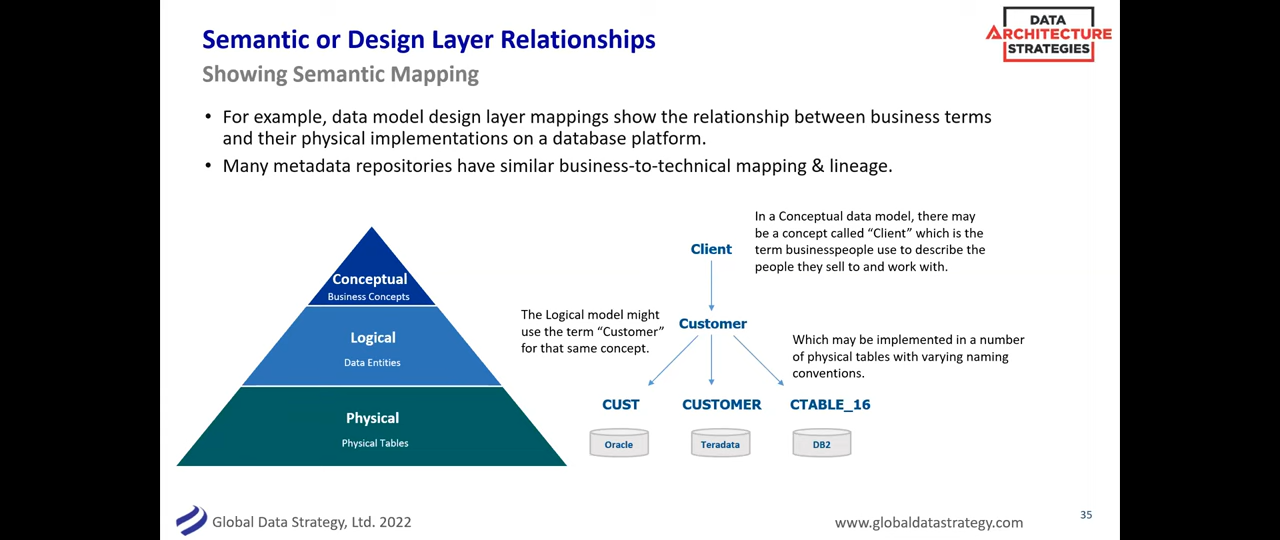 Semantic or Design Layer Relationships
DATA
ARCHITECTURE
STRATEGIES
Showing Semantic Mapping
• For example, data model design layer mappings show the relationship between business terms
and their physical implementations on a database platform.
• Many metadata repositories have similar business-to-technical mapping & lineage.
Conceptual
Business Concepts
Logical
Data Entities
Physical
Physical Tables
In a Conceptual data model, there may
be a concept called “Client” which is the
term businesspeople use to describe the
people they sell to and work with.
Client
The Logical model might
use the term “Customer”
for that same concept.
Customer
Which may be implemented in a number
of physical tables with varying naming
conventions.
CUST
CUSTOMER
CTABLE_16
Oracle
Teradata
DB2
Global Data Strategy, Ltd. 2022
www.globaldatastrategy.com
35